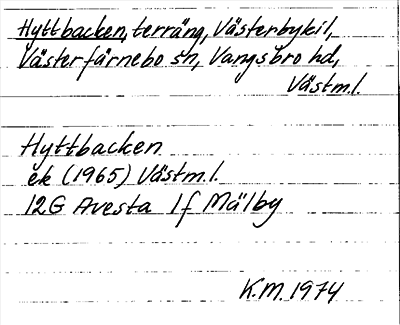 Hyttbacken, terräng, Västerbykil,
Västerfärnebo sn, Vangsbro hd,
Västm.l.
Hyttbacken
ek (1965) Västm.l.
12G Avesta 1f Mälby
K.M. 1974